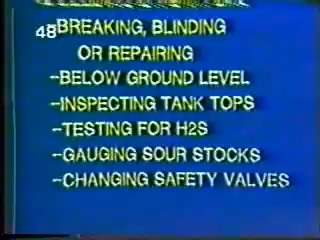 48
-BREAKING, BLINDING
OR REPAIRING
-BELOW GROUND LEVEL
-INSPECTING TANK TOPS
-TESTING FOR H2S
-GAUGING SOUR STOCKS
-CHANGING SAFETY VALVES